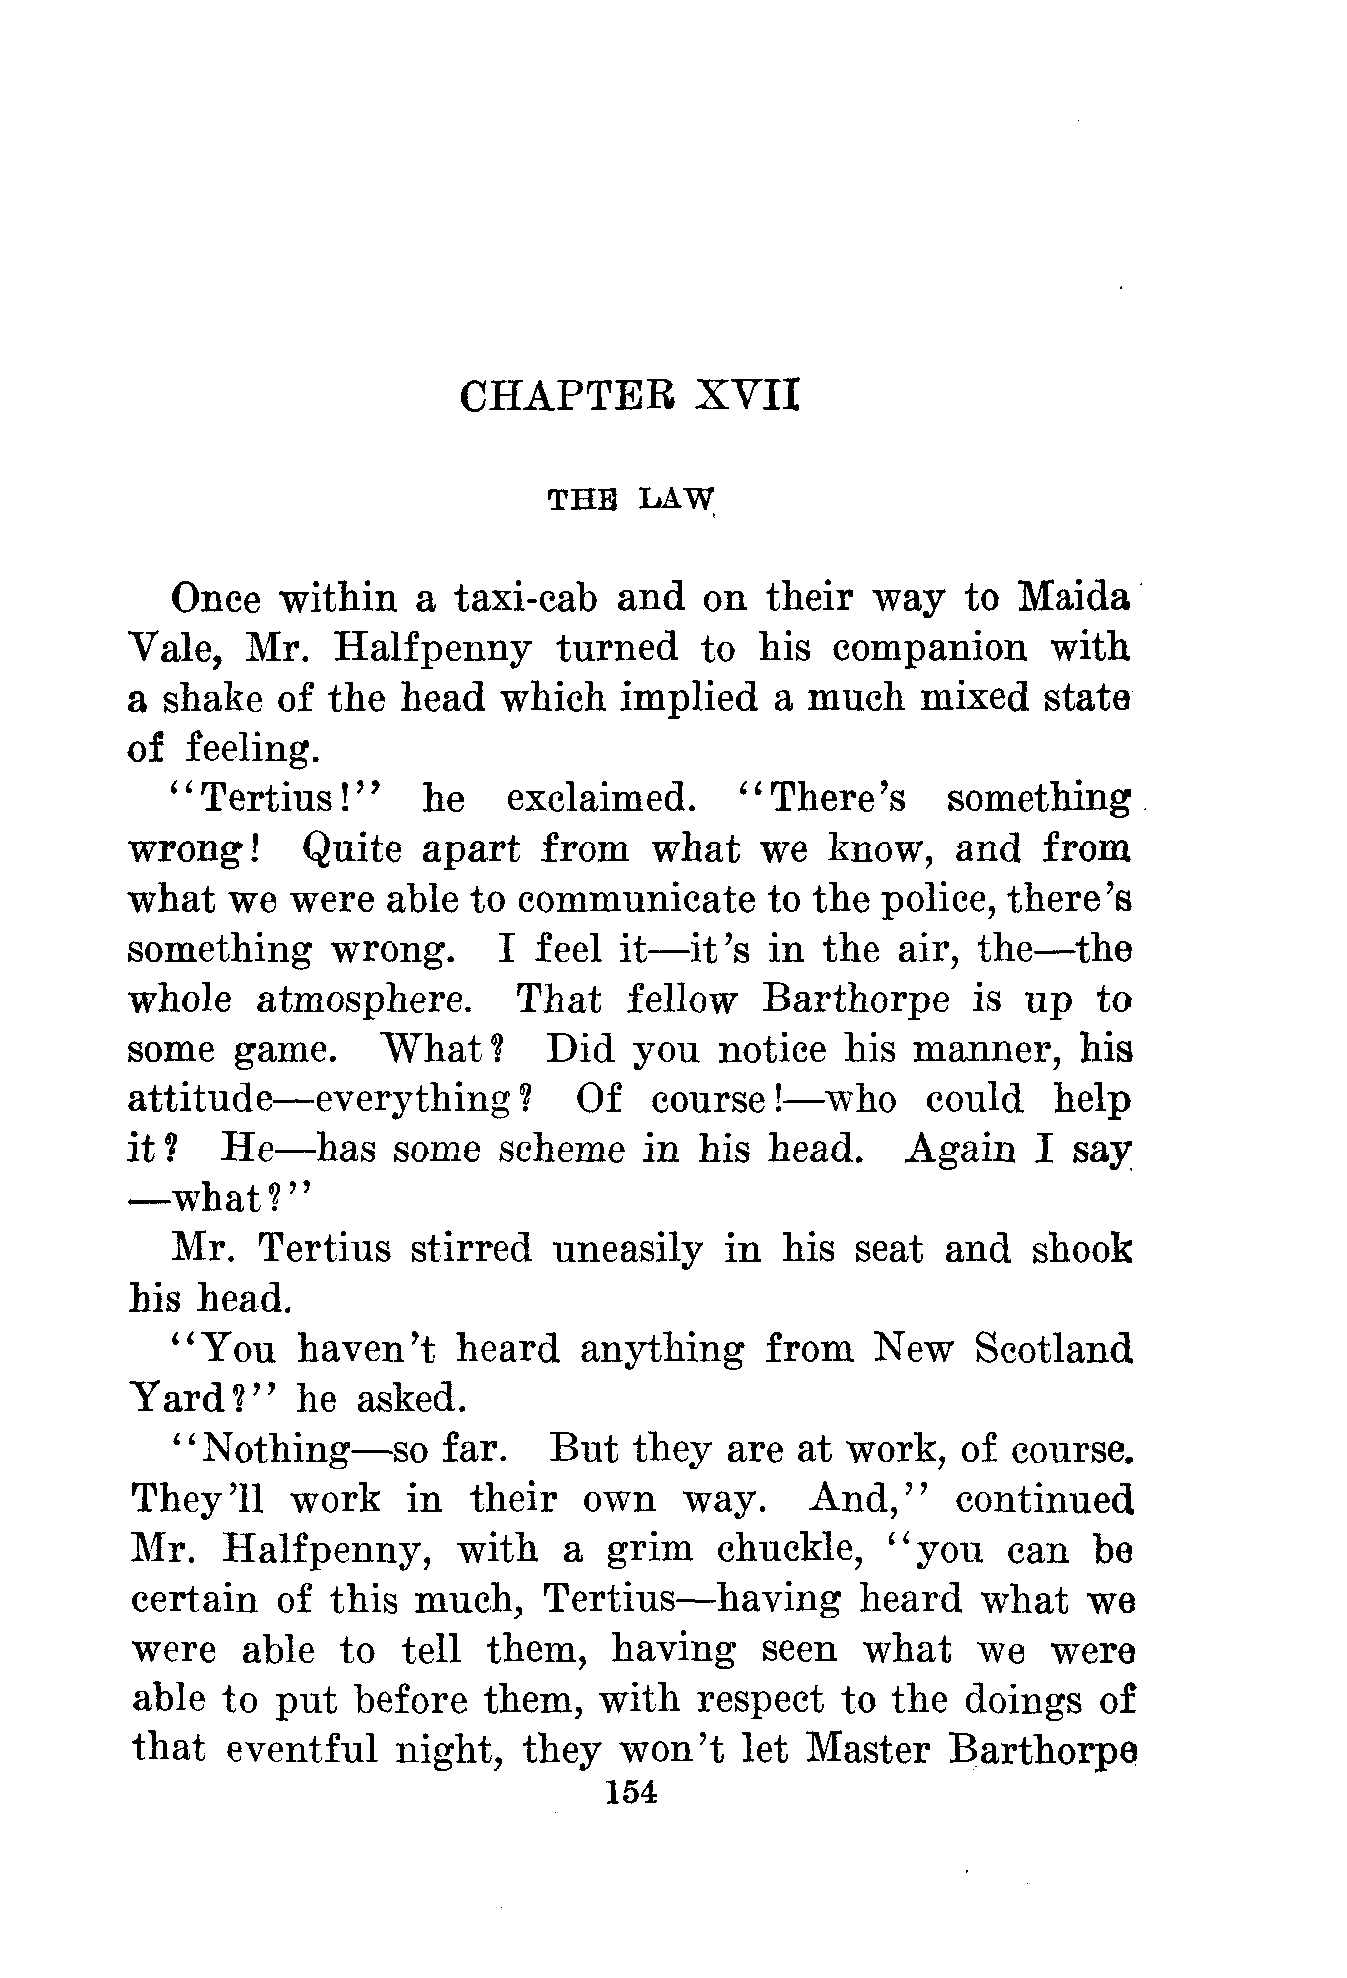 CHAPTER XVII
THE LAW
Once within a taxi-cab and on their way to Maida
Vale, Mr. Halfpenny turned to his companion with
a shake of the head which implied a much mixed state
of feeling.
"Tertius!" he exclaimed. "There's something
wrong! Quite apart from what we know, and from
what we were able to communicate to the police, there's
something wrong. I feel it—it's in the air, the—the
whole atmosphere. That fellow Barthorpe is up to
some game. What? Did you notice his manner, his
attitude—everything? Of course!—who could help
it? He—has some scheme in his head. Again I say
—what?"
Mr. Tertius stirred uneasily in his seat and shook
his head.
"You haven't heard anything from New Scotland
Yard?" he asked.
"Nothing—so far. But they are at work, of course.
They'll work in their own way. And," continued
Mr. Halfpenny, with a grim chuckle, "you can be
certain of this much, Tertius—having heard what we
were able to tell them, having seen what we were
able to put before them, with respect to the doings of
that eventful night, they won't let Master Barthorpe
154